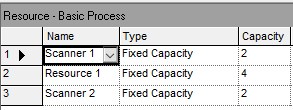 Resource - Basic Process
Name Type Capacity
1 Scanner 1 Fixed Capacity 2
2 Resource 1 Fixed Capacity 4
3 Scanner 2 Fixed Capacity 2